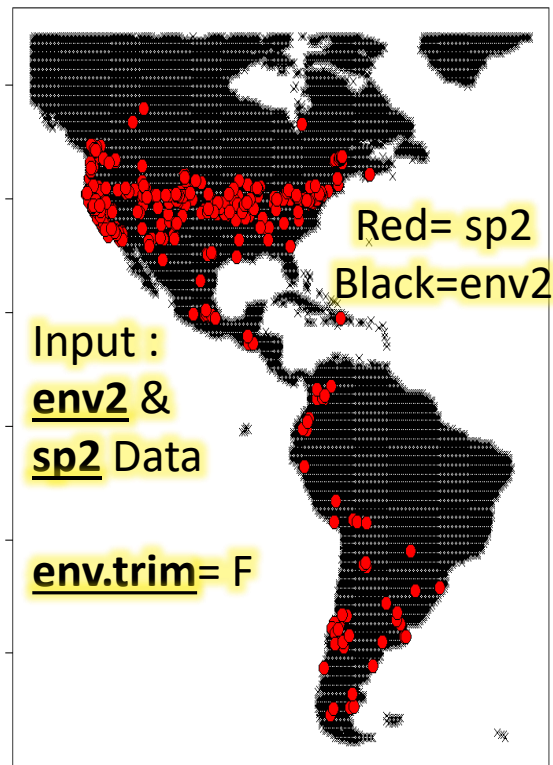 Red= sp2
Black=env2
Input :
env2 &
sp2 Data
env.trim= F